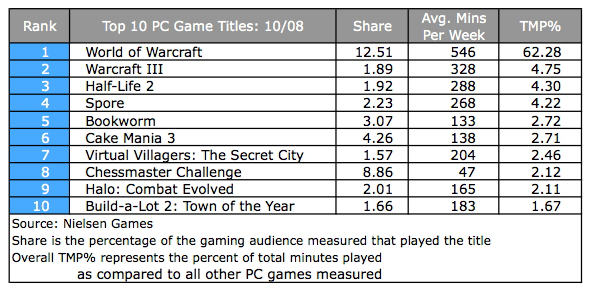 Rank Top 10 PC Game Titles: 10/08 Share Avg. Mins Per Week TMP%
1 World of Warcraft 12.51 546 62.28
2 Warcraft III 1.89 328 4.75
3 Half-Life 2 1.92 288 4.30
4 Spore 2.23 268 4.22
5 Bookworm 3.07 133 2.72
6 Cake Mania 3 4.26 138 2.71
7 Virtual Villagers: The Secret City 1.57 204 2.46
8 Chessmaster Challenge 8.86 47 2.12
9 Halo: Combat Evolved 2.01 165 2.11
10 Build-a-Lot 2: Town of the Year 1.66 183 1.67
Source: Nielsen Games
Share is the percentage of the gaming audience measured that played the title
Overall TMP% represents the percent of total minutes played
as compared to all other PC games measured